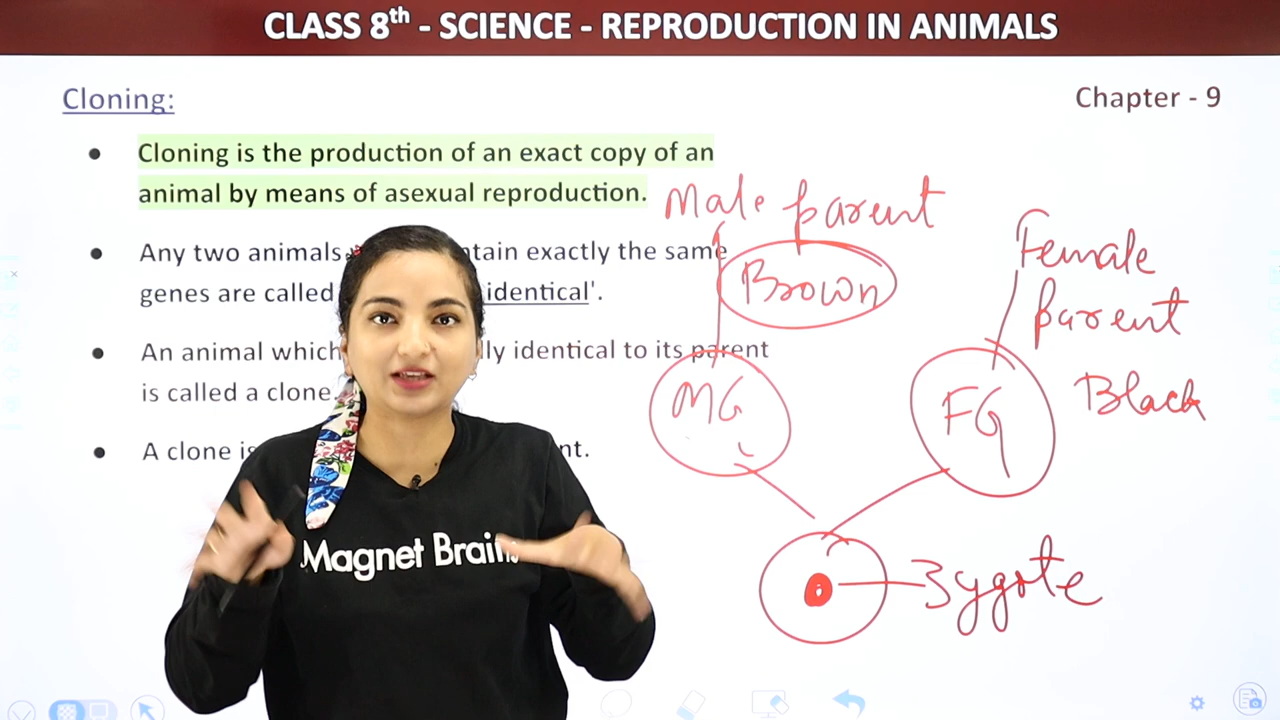 CLASS 8th - SCIENCE - REPRODUCTION IN ANIMALS
Cloning:
Chapter - 9
Cloning is the production of an exact copy of an
animal by means of asexual reproduction.
Any two animals ntain exactly the same
genes are called identical'.
An animal which lly identical to its parent
is called a clone.
A clone is nt.
Male parent
Brown
Female
parent
Black
MG
FG
Zygote
Magnet Brains